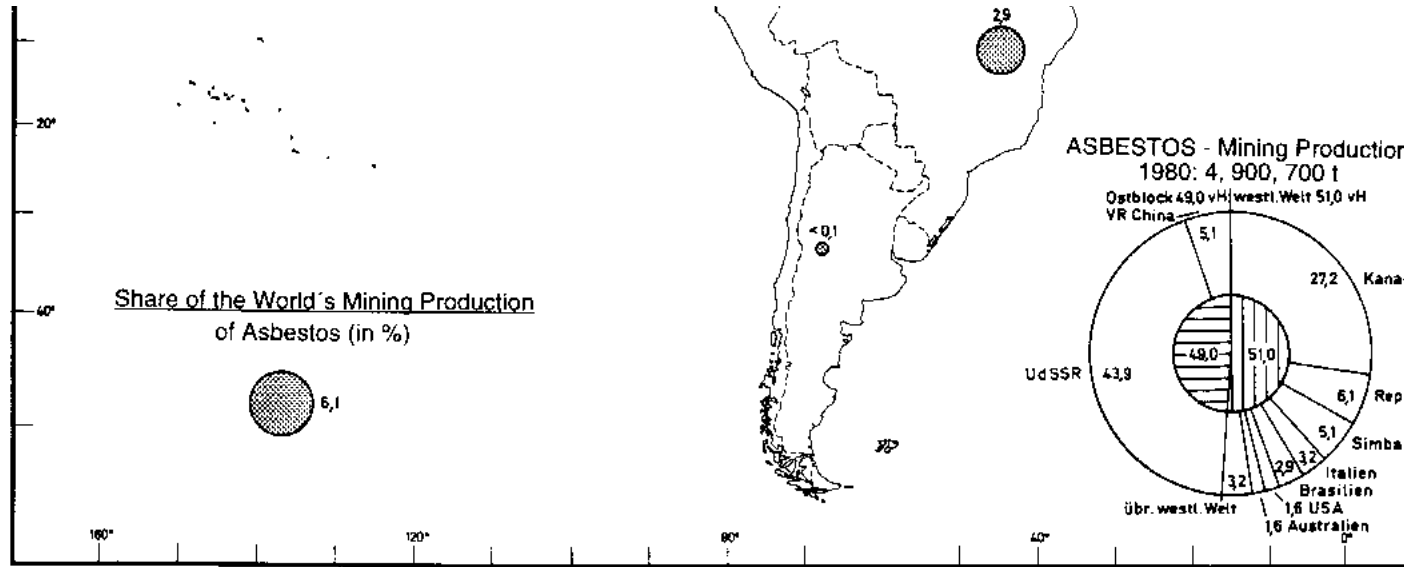 2,9
20°
ASBESTOS - Mining Production
1980: 4, 900, 700 t
Ostblock 49,0 vH westl. Welt 51,0 vH
VR China
5,1
< 0,1
27,2
Kana-
Share of the World´s Mining Production
of Asbestos (in %)
40°
49,0
51,0
UdSSR
43,9
6,1
6,1
Rep
5,1
Simba
3,2
2,9
3,2
Italien
Brasilien
übr. westl. Welt
1,6 USA
1,6 Australien
160°
120°
80°
40°
0°